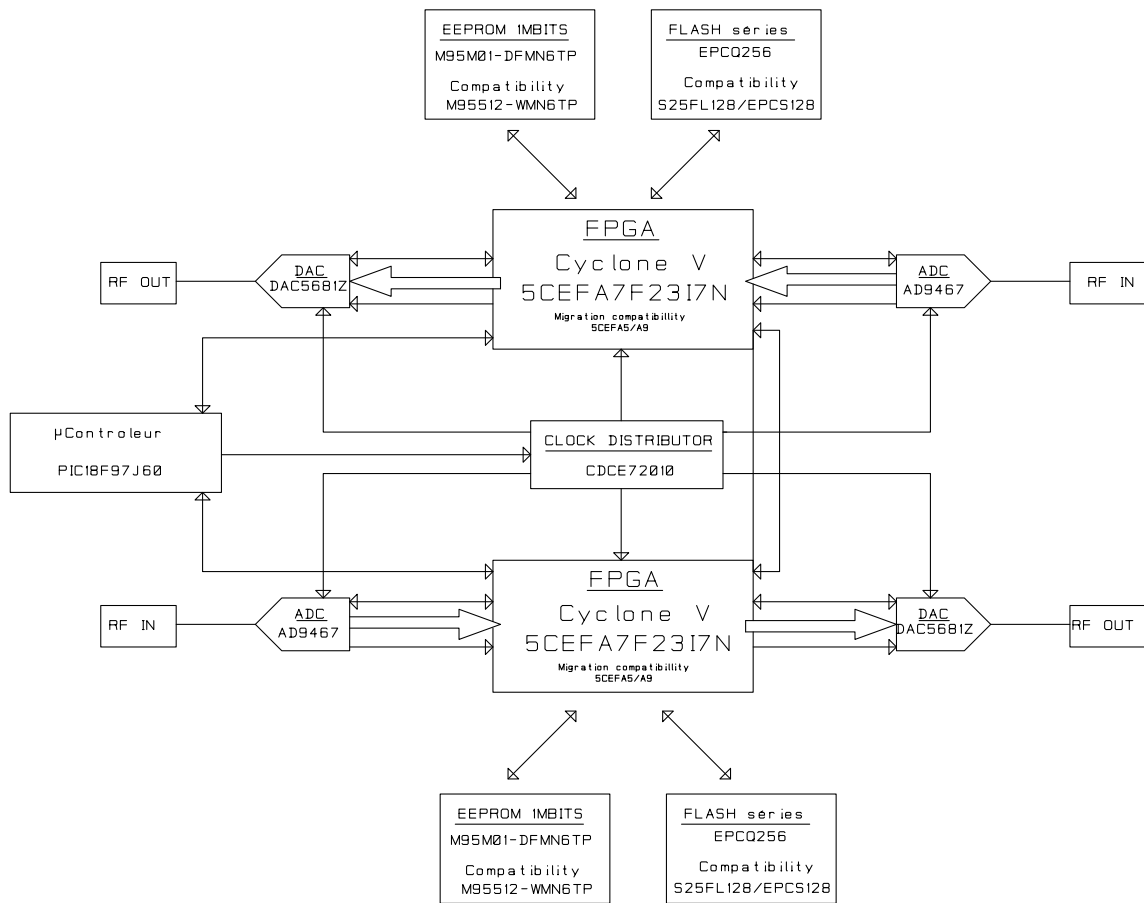 EEPROM 1MBITS
M95M01-DFMN6TP
Compatibility
M95512-WMN6TP
FLASH séries
EPCQ256
Compatibility
S25FL128/EPCS128
FPGA
Cyclone V
5CEFA7F23I7N
Migration compatibillity
5CEFA5/A9
RF OUT
DAC
DAC5681Z
ADC
AD9467
RF IN
µControleur
PIC18F97J60
CLOCK DISTRIBUTOR
CDCE72010
RF IN
ADC
AD9467
FPGA
Cyclone V
5CEFA7F23I7N
Migration compatibillity
5CEFA5/A9
DAC
DAC5681Z
RF OUT
EEPROM 1MBITS
M95M01-DFMN6TP
Compatibility
M95512-WMN6TP
FLASH séries
EPCQ256
Compatibility
S25FL128/EPCS128